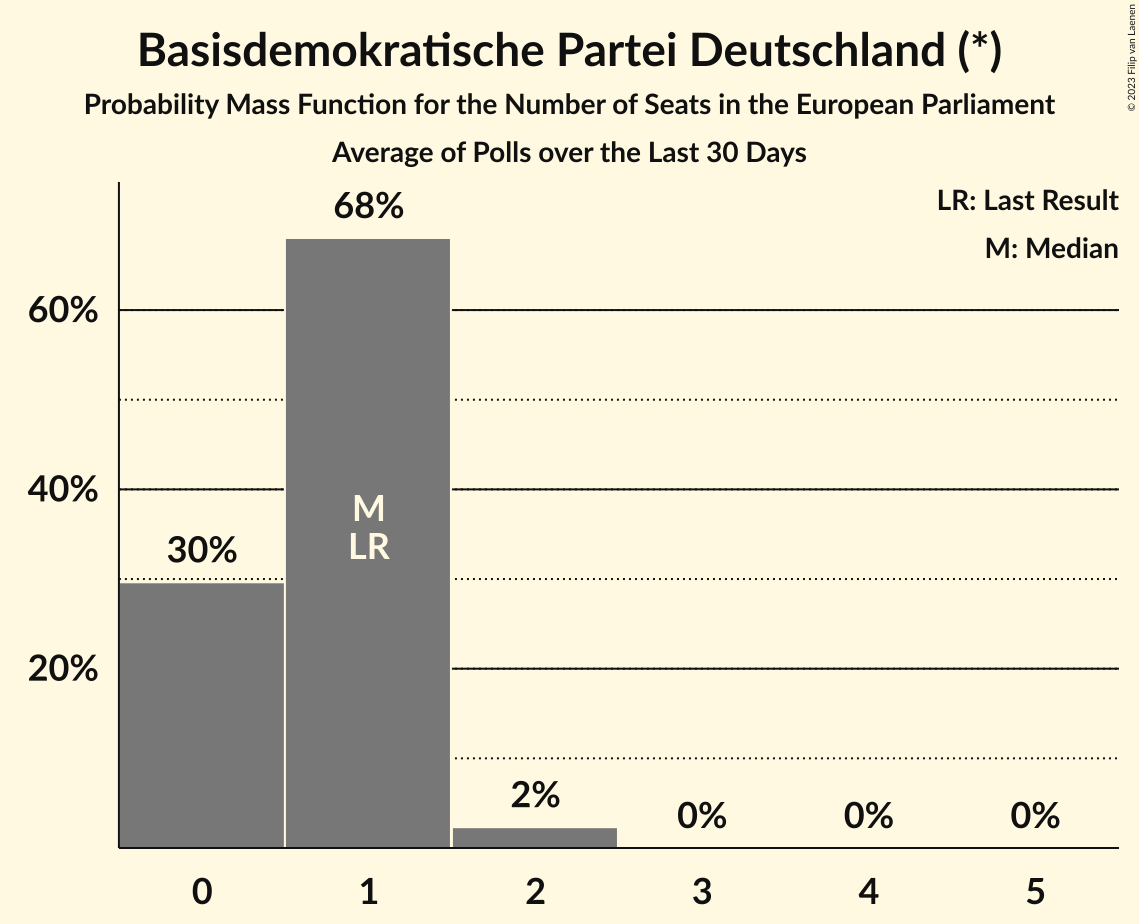 Basisdemokratische Partei Deutschland (*)
Probability Mass Function for the Number of Seats in the European Parliament
Average of Polls over the Last 30 Days
© 2023 Filip van Laenen
LR: Last Result
M: Median
68%
60%
40%
M
LR
30%
20%
2%
0%
0%
0%
0
1
2
3
4
5